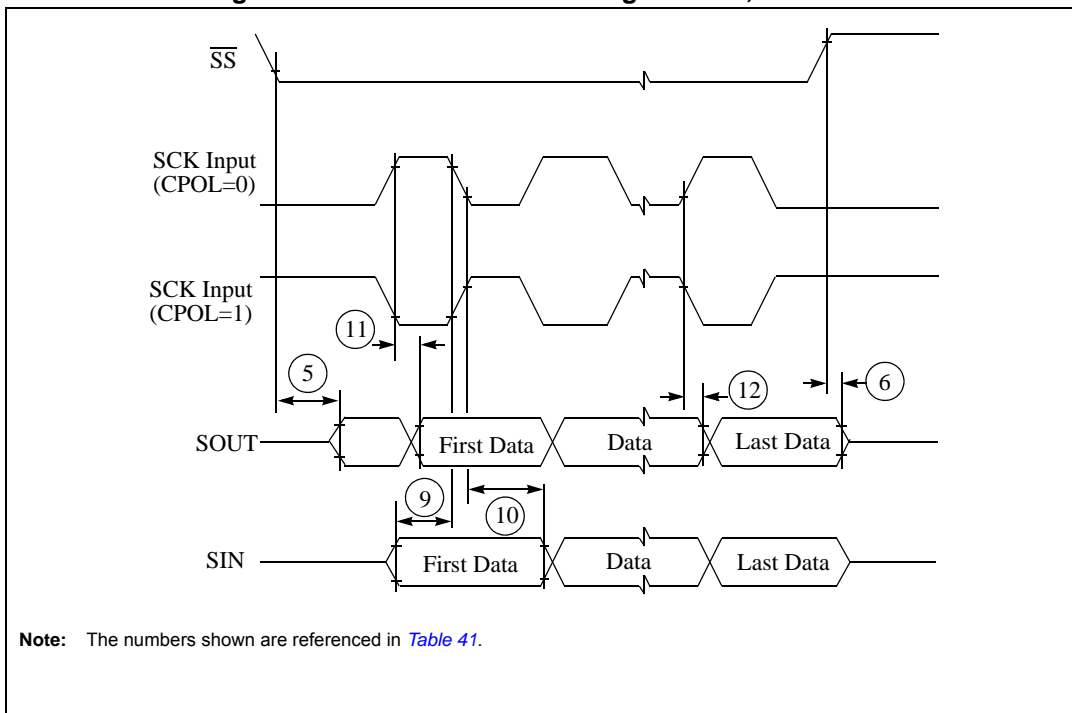 SS
SCK Input
(CPOL=0)
SCK Input
(CPOL=1)
11
5
12
6
SOUT
First Data
Data
Last Data
9
10
SIN
First Data
Data
Last Data
Note: The numbers shown are referenced in Table 41.